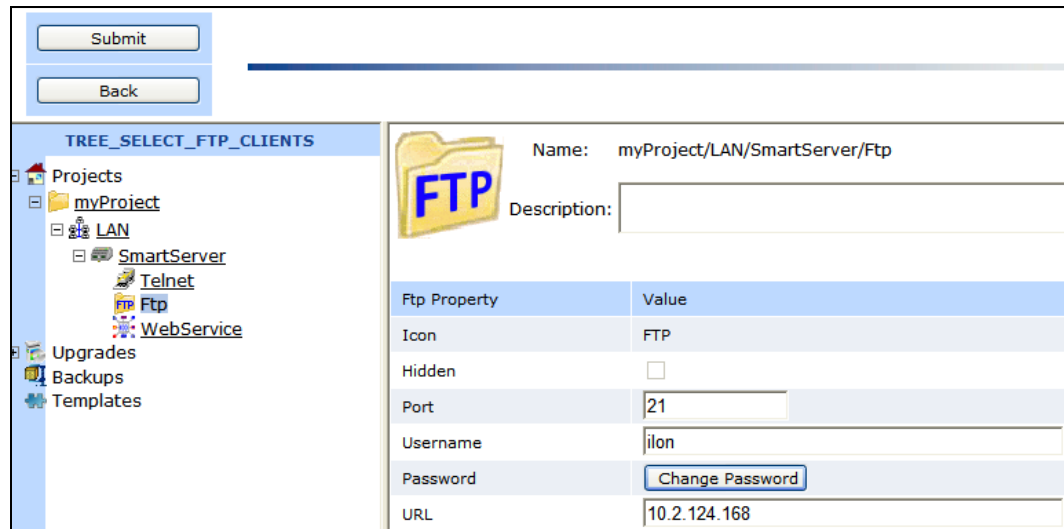 Submit
Back
TREE_SELECT_FTP_CLIENTS
Projects
myProject
LAN
SmartServer
Telnet
FTP Ftp
WebService
Upgrades
Backups
Templates
FTP
Name: myProject/LAN/SmartServer/Ftp
Description:
Ftp Property Value
Icon FTP
Hidden
Port 21
Username ilon
Password Change Password
URL 10.2.124.168